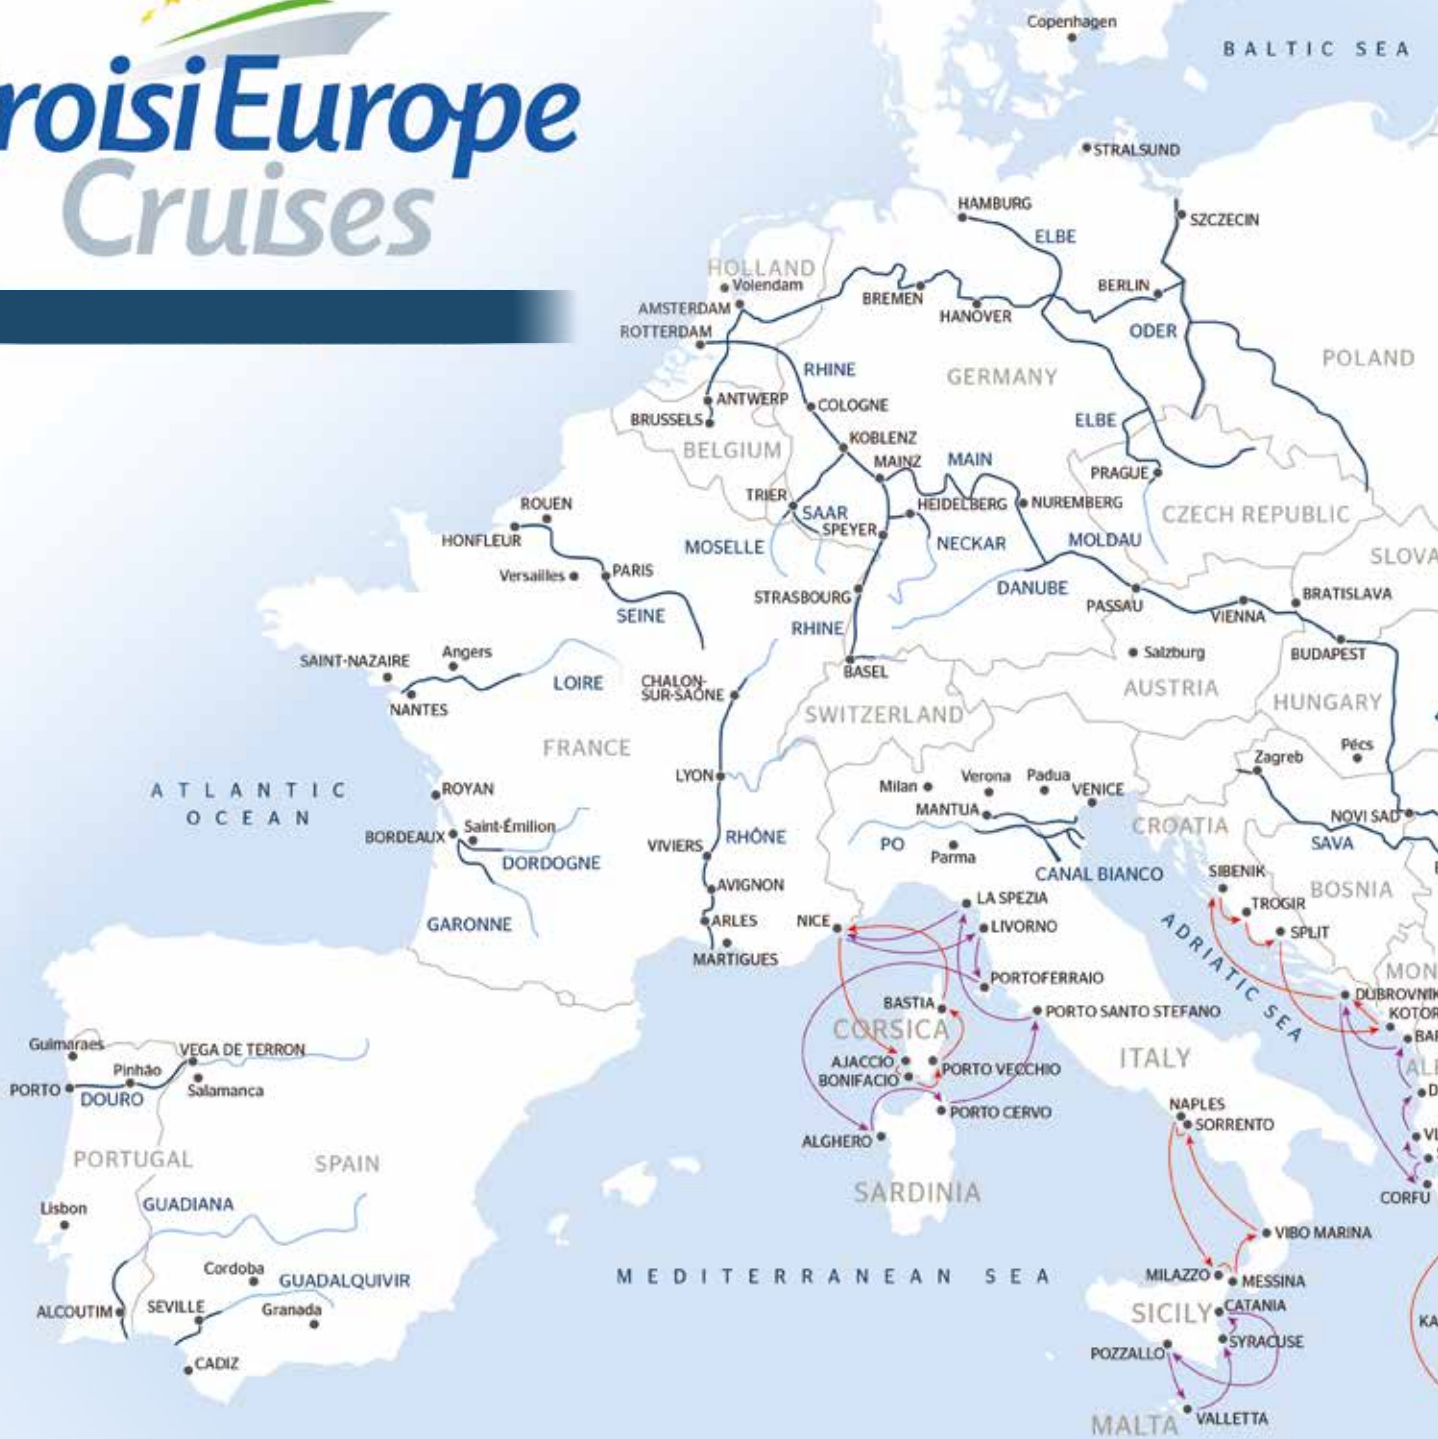 Copenhagen
BALTIC SEA
roisiEurope
Cruises
STRALSUND
HAMBURG
SZCZECIN
ELBE
HOLLAND
Volendam
BERLIN
AMSTERDAM
BREMEN
HANOVER
ROTTERDAM
ODER
POLAND
RHINE
GERMANY
ANTWERP
COLOGNE
BRUSSELS
ELBE
KOBLENZ
BELGIUM
MAINZ
MAIN
PRAGUE
TRIER
ROUEN
SAAR
HEIDELBERG
NUREMBERG
CZECH REPUBLIC
SPEYER
HONFLEUR
MOSELLE
NECKAR
MOLDAU
SLOVA
Versailles
PARIS
DANUBE
STRASBOURG
PASSAU
BRATISLAVA
SEINE
VIENNA
RHINE
Angers
SAINT-NAZAIRE
Salzburg
BUDAPEST
BASEL
LOIRE
CHALON-
SUR-SAÔNE
AUSTRIA
NANTES
SWITZERLAND
HUNGARY
FRANCE
Pécs
Zagreb
LYON
Verona
Padua
Milan
VENICE
ATLANTIC
OCEAN
ROYAN
MANTUA
NOVI SAD
CROATIA
Saint-Émilion
BORDEAUX
VIVIERS
RHÔNE
PO
Parma
SAVA
DORDOGNE
CANAL BIANCO
SIBENIK
AVIGNON
BOSNIA
LA SPEZIA
TROGIR
GARONNE
ARLES
NICE
LIVORNO
SPLIT
MARTIGUES
ADRIATIC SEA
MON
PORTOFERRAIO
DUBROVNIK
BASTIA
PORTO SANTO STEFANO
KOTOR
CORSICA
BAR
Guimaraes
VEGA DE TERRON
ITALY
AJACCIO
PORTO VECCHIO
Pinhão
BONIFACIO
PORTO
DOURO
Salamanca
NAPLES
PORTO CERVO
SORRENTO
ALGHERO
PORTUGAL
SPAIN
SARDINIA
GUADIANA
CORFU
Lisbon
VIBO MARINA
Cordoba
MEDITERRANEAN SEA
MILAZZO
MESSINA
GUADALQUIVIR
ALCOUTIM
SEVILLE
Granada
SICILY
CATANIA
KA
SYRACUSE
POZZALLO
CADIZ
MALTA
VALLETTA